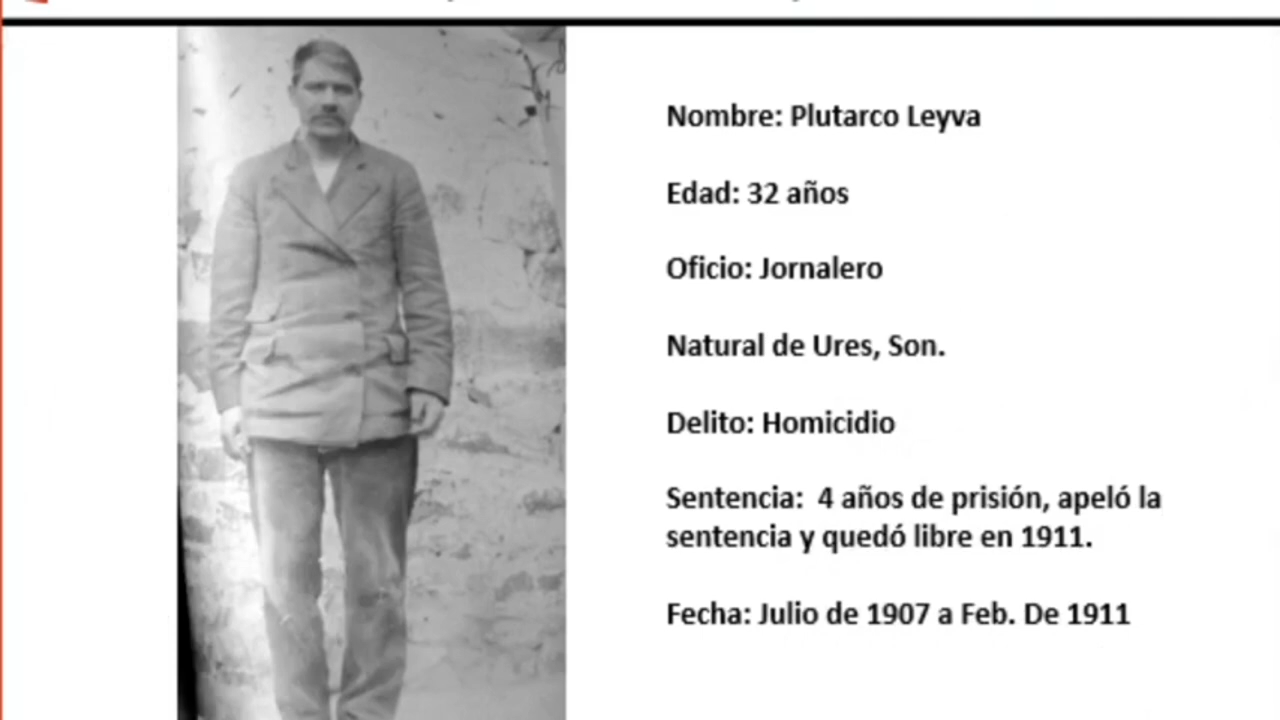 Nombre: Plutarco Leyva
Edad: 32 años
Oficio: Jornalero
Natural de Ures, Son.
Delito: Homicidio
Sentencia:  4 años de prisión, apeló la
sentencia y quedó libre en 1911.
Fecha: Julio de 1907 a Feb. De 1911